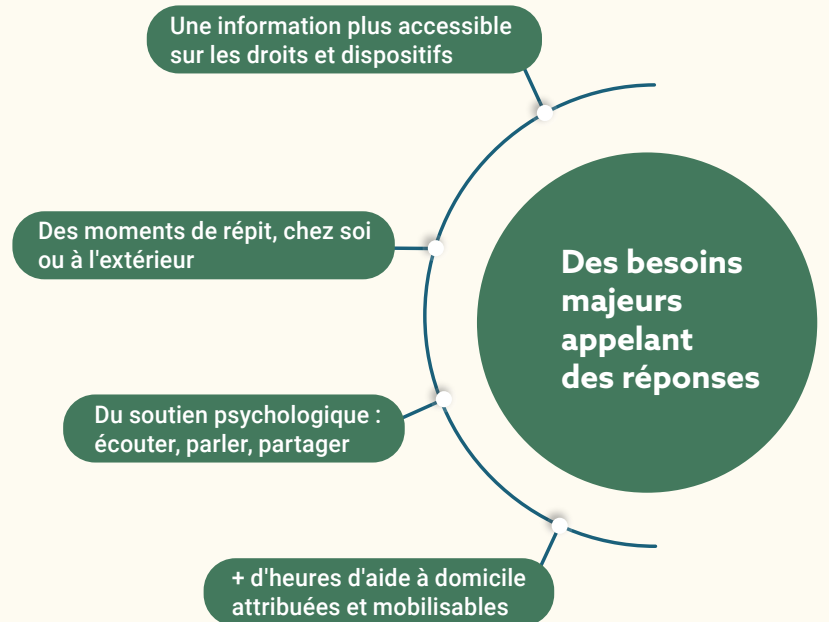 Une information plus accessible
sur les droits et dispositifs
Des moments de répit, chez soi
ou à l'extérieur
Du soutien psychologique :
écouter, parler, partager
+ d'heures d'aide à domicile
attribuées et mobilisables
Des besoins
majeurs
appelant
des réponses